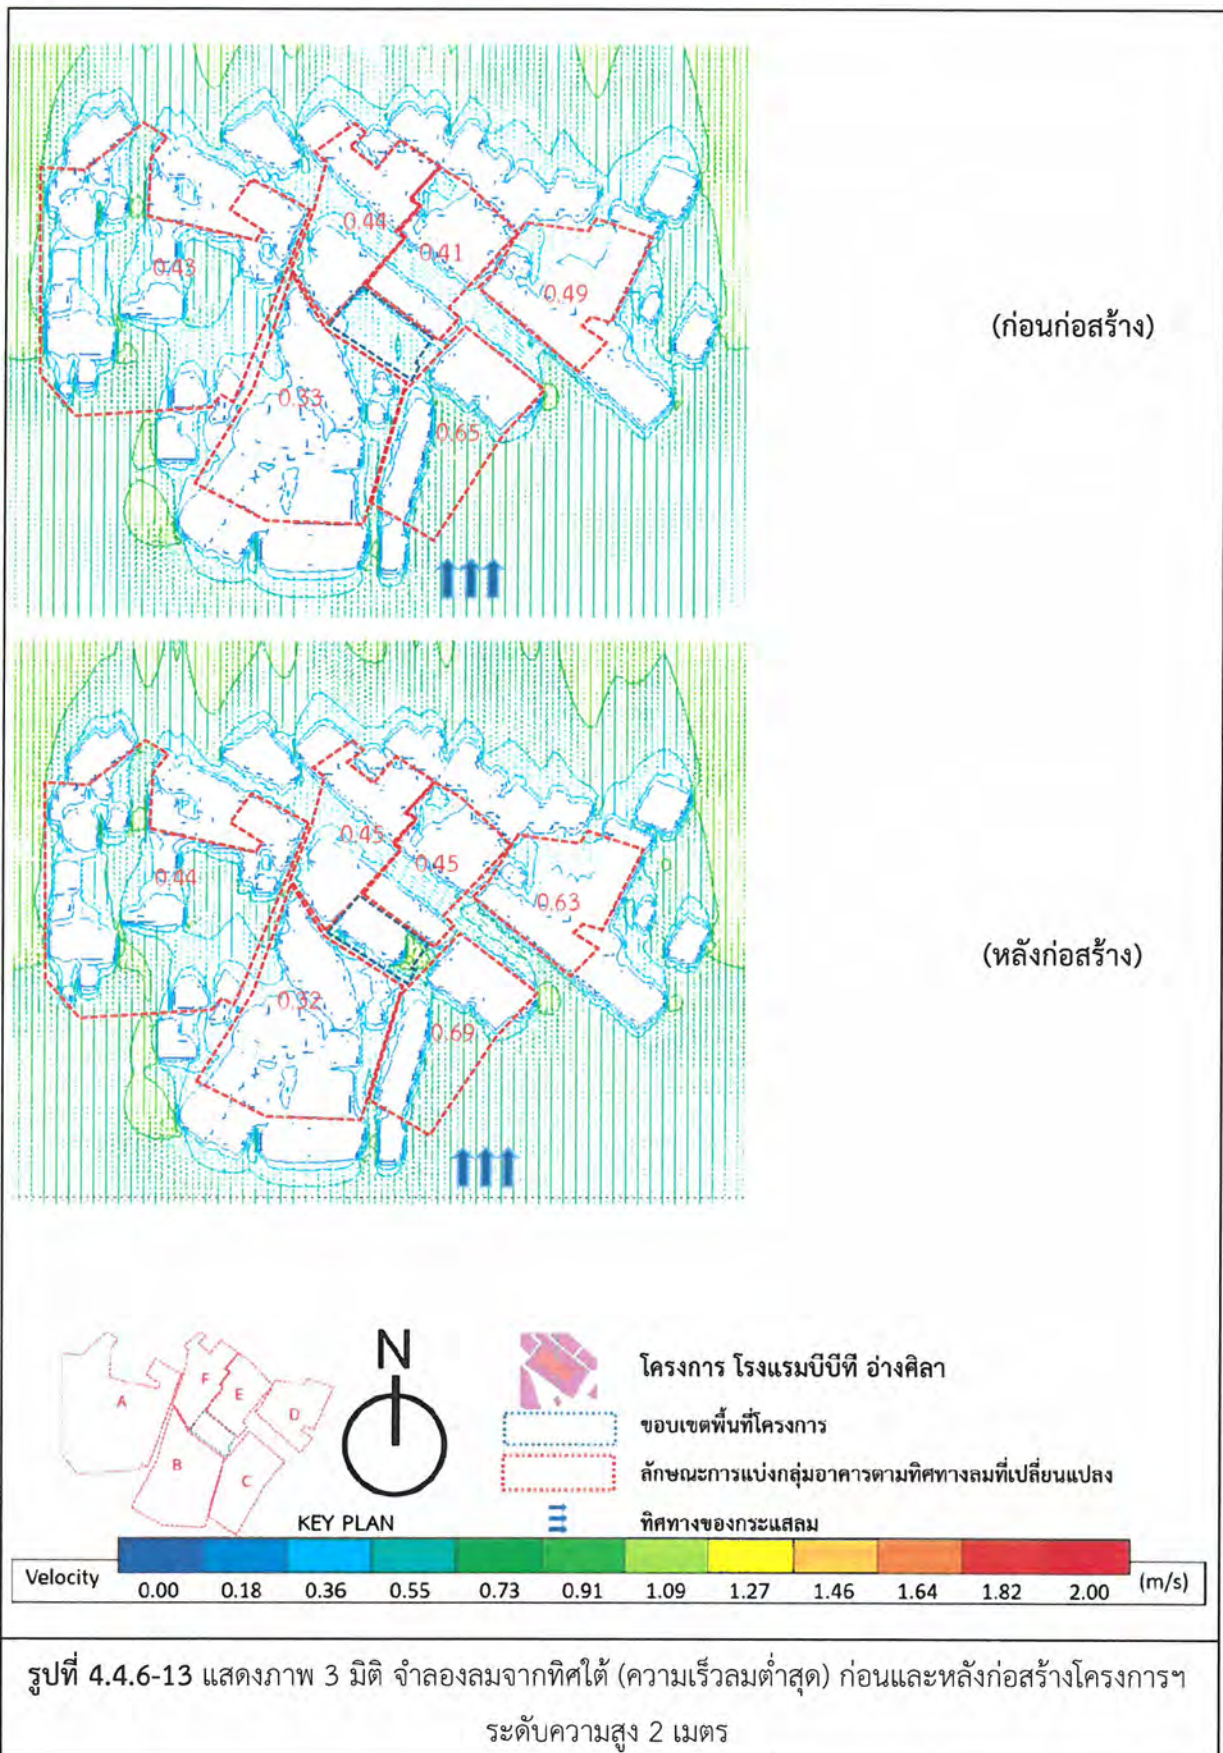 0.44
0.41
0.43
0.49
0.33
0.65
(ก่อนก่อสร้าง)
0.45
0.45
0.44
0.63
0.32
0.69
(หลังก่อสร้าง)
A
F
E
D
B
C
KEY PLAN
N
โครงการ โรงแรมบีบีที อ่างศิลา
ขอบเขตพื้นที่โครงการ
ลักษณะการแบ่งกลุ่มอาคารตามทิศทางลมที่เปลี่ยนแปลง
ทิศทางของกระแสลม
Velocity 0.00 0.18 0.36 0.55 0.73 0.91 1.09 1.27 1.46 1.64 1.82 2.00 (m/s)
รูปที่ 4.4.6-13 แสดงภาพ 3 มิติ จำลองลมจากทิศใต้ (ความเร็วลมต่ำสุด) ก่อนและหลังก่อสร้างโครงการฯ
ระดับความสูง 2 เมตร